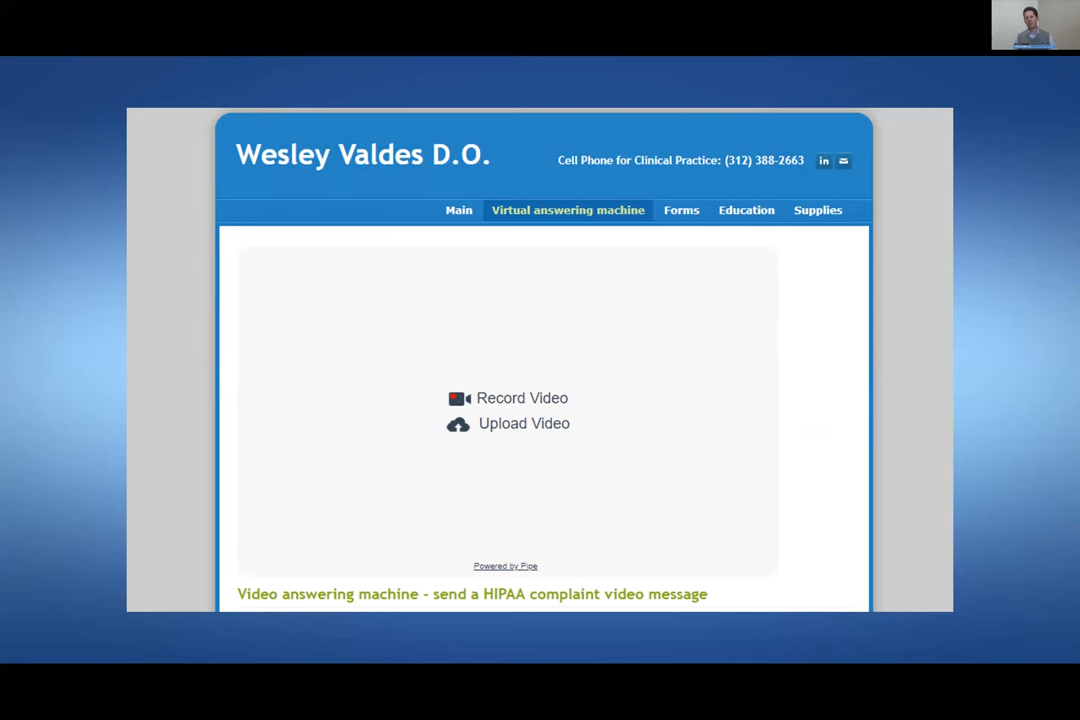 Wesley Valdes D.O.
Cell Phone for Clinical Practice: (312) 388-2663
in
Main Virtual answering machine Forms Education Supplies
Record Video
Upload Video
Powered by Pipe
Video answering machine - send a HIPAA complaint video message